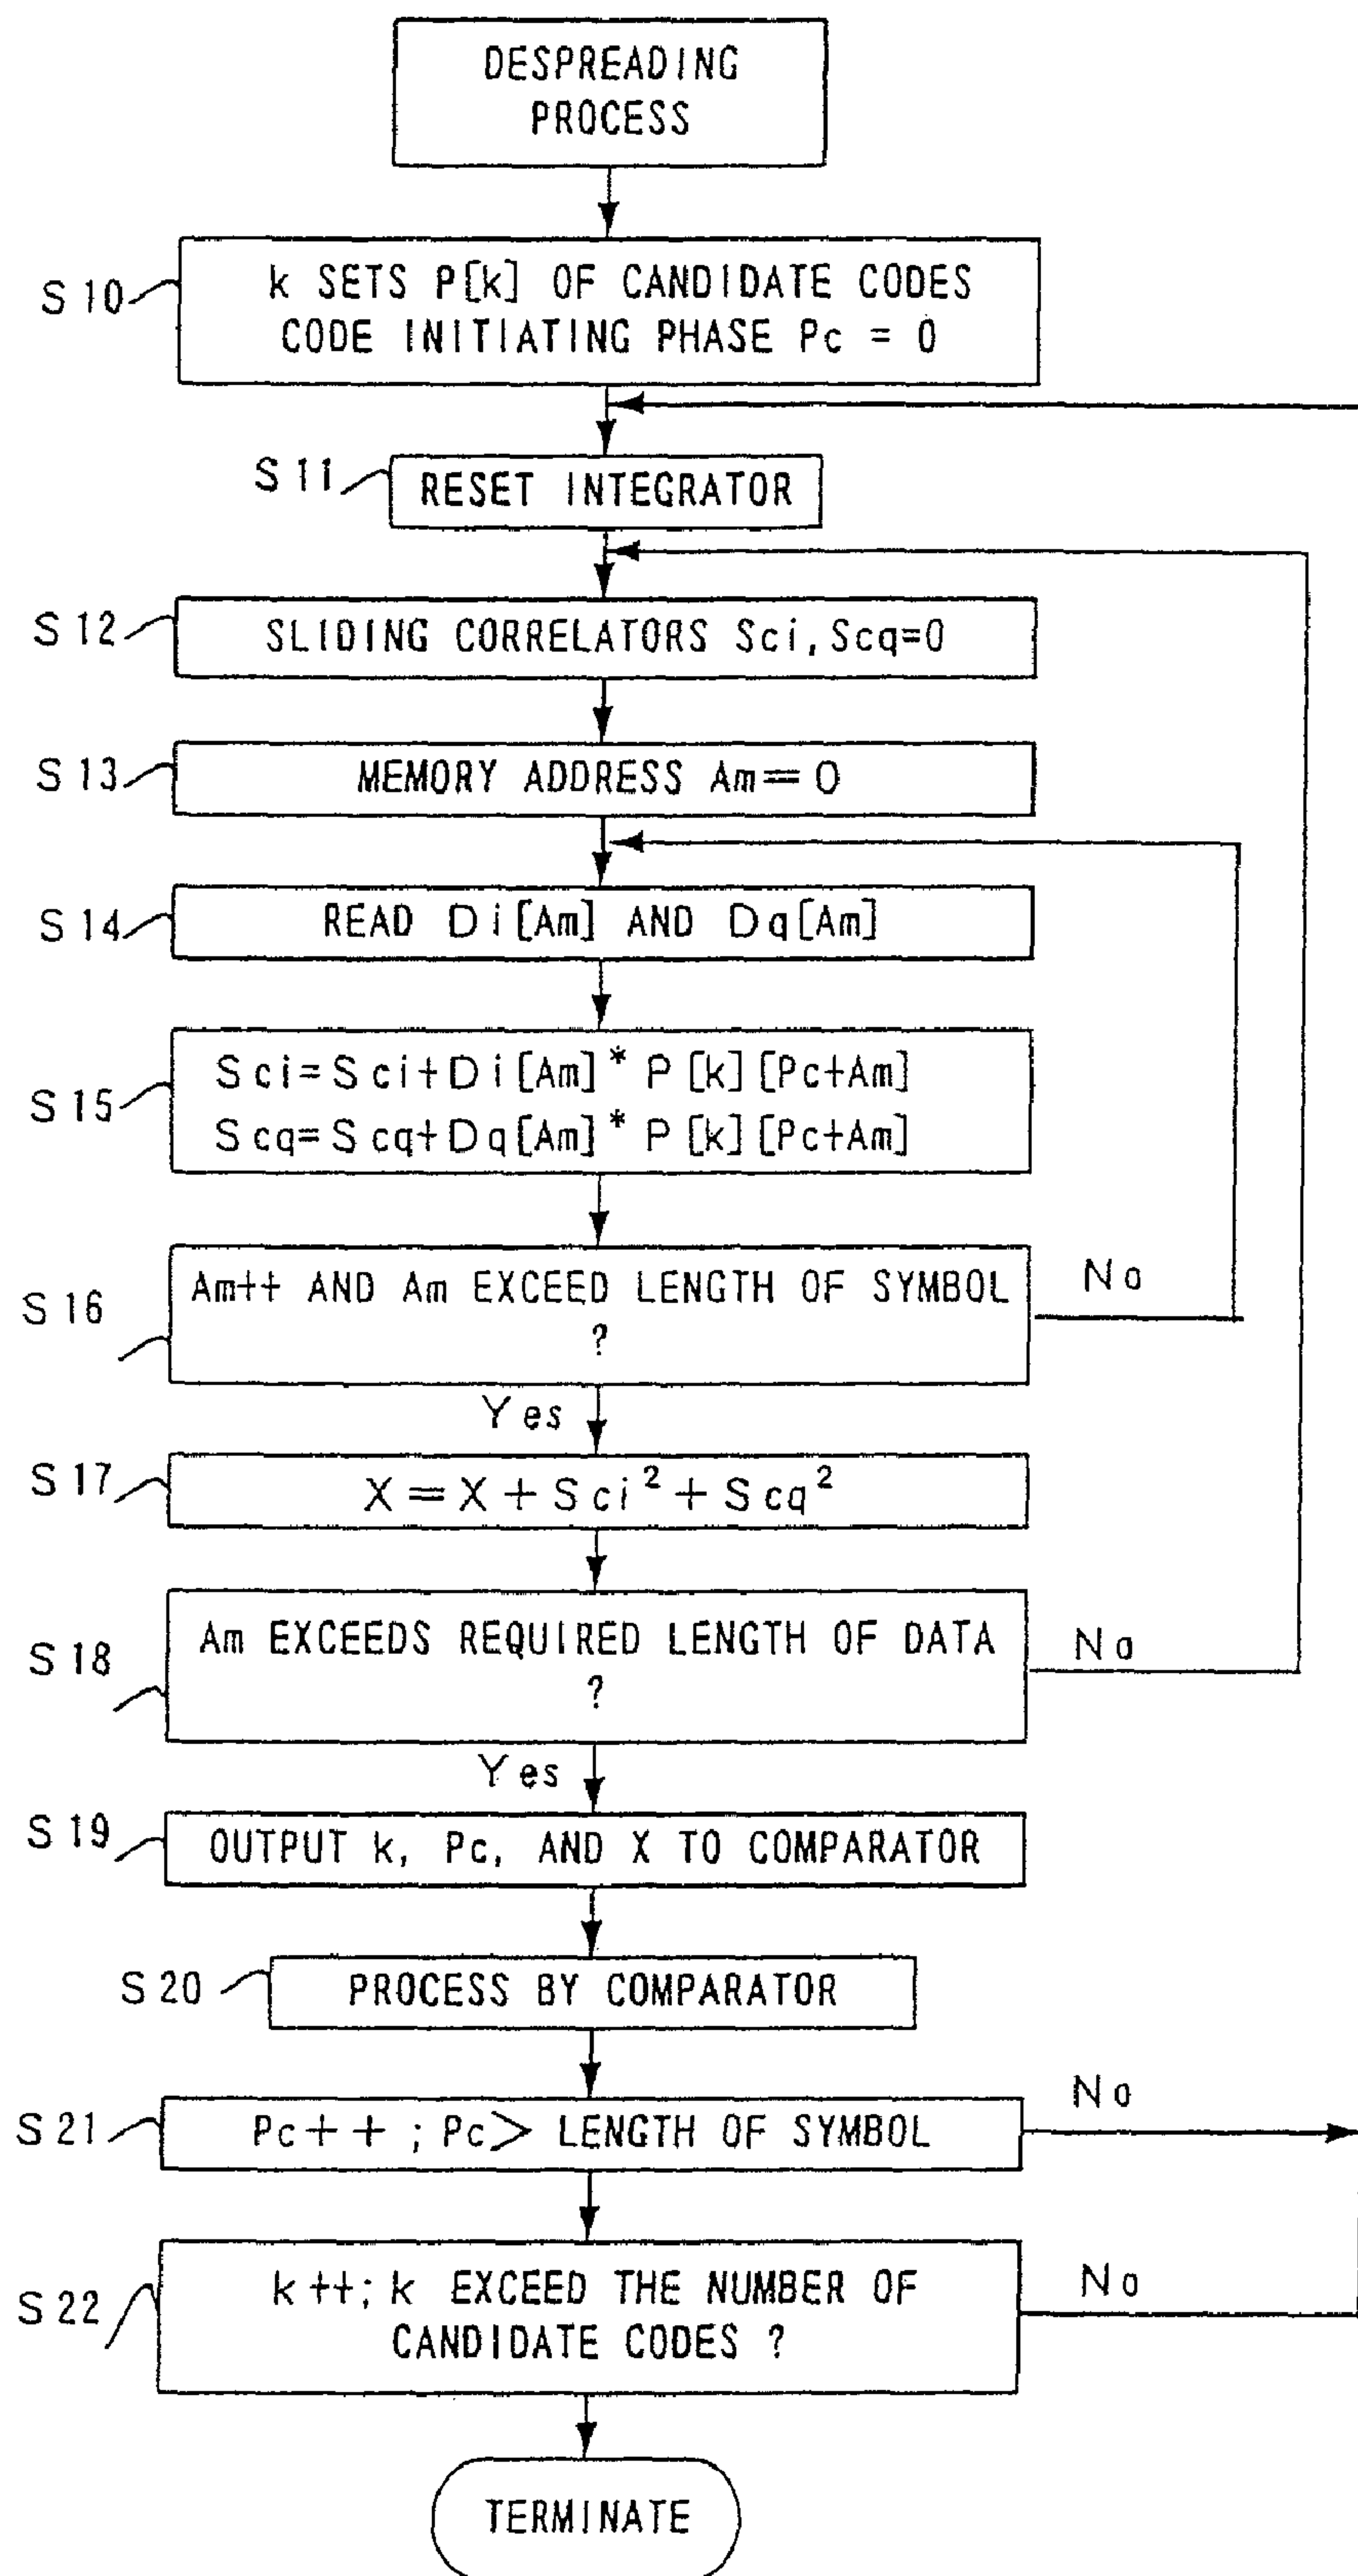 DESPREADING
PROCESS
S10
k SETS P[k] OF CANDIDATE CODES
CODE INITIATING PHASE Pc = 0
S11
RESET INTEGRATOR
S12
SLIDING CORRELATORS Sci, Scq=0
S13
MEMORY ADDRESS Am=0
S14
READ Di[Am] AND Dq[Am]
S15
Sci=Sci+Di[Am]* P[k][Pc+Am]
Scq=Scq+Dq[Am]* P[k][Pc+Am]
S16
Am++ AND Am EXCEED LENGTH OF SYMBOL
?
No
Yes
S17
X=X+Sci²+Scq²
S18
Am EXCEEDS REQUIRED LENGTH OF DATA
?
No
Yes
S19
OUTPUT k, Pc, AND X TO COMPARATOR
S20
PROCESS BY COMPARATOR
S21
Pc++ ; Pc> LENGTH OF SYMBOL
No
S22
k++; k EXCEED THE NUMBER OF
CANDIDATE CODES ?
No
TERMINATE